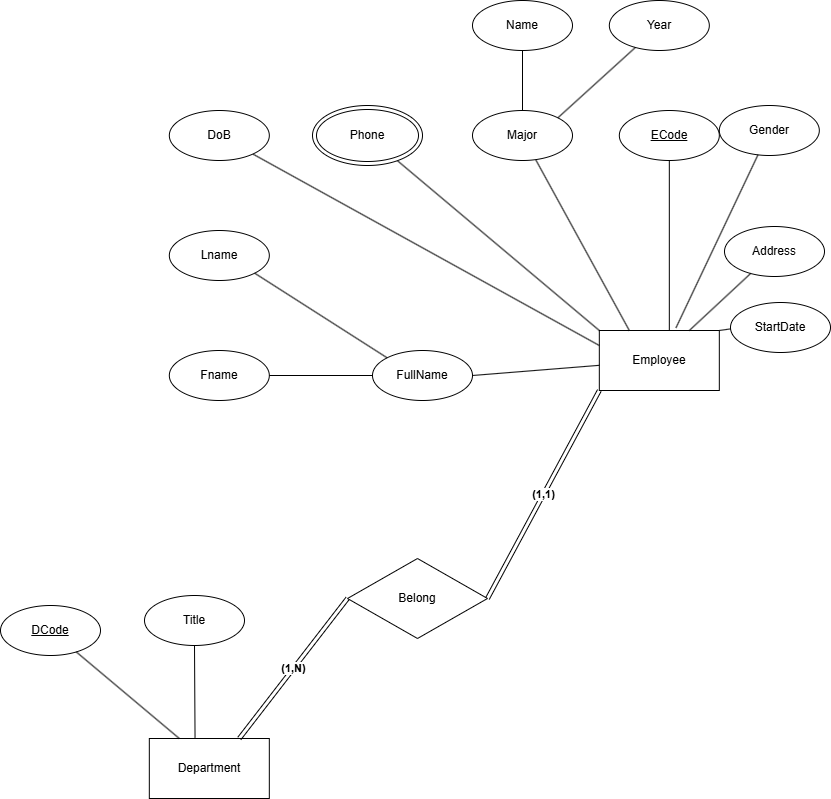 Name
Year
DoB
Phone
Major
ECode
Gender
Lname
Address
StartDate
Employee
Fname
FullName
(1,1)
Belong
DCode
Title
(1,N)
Department